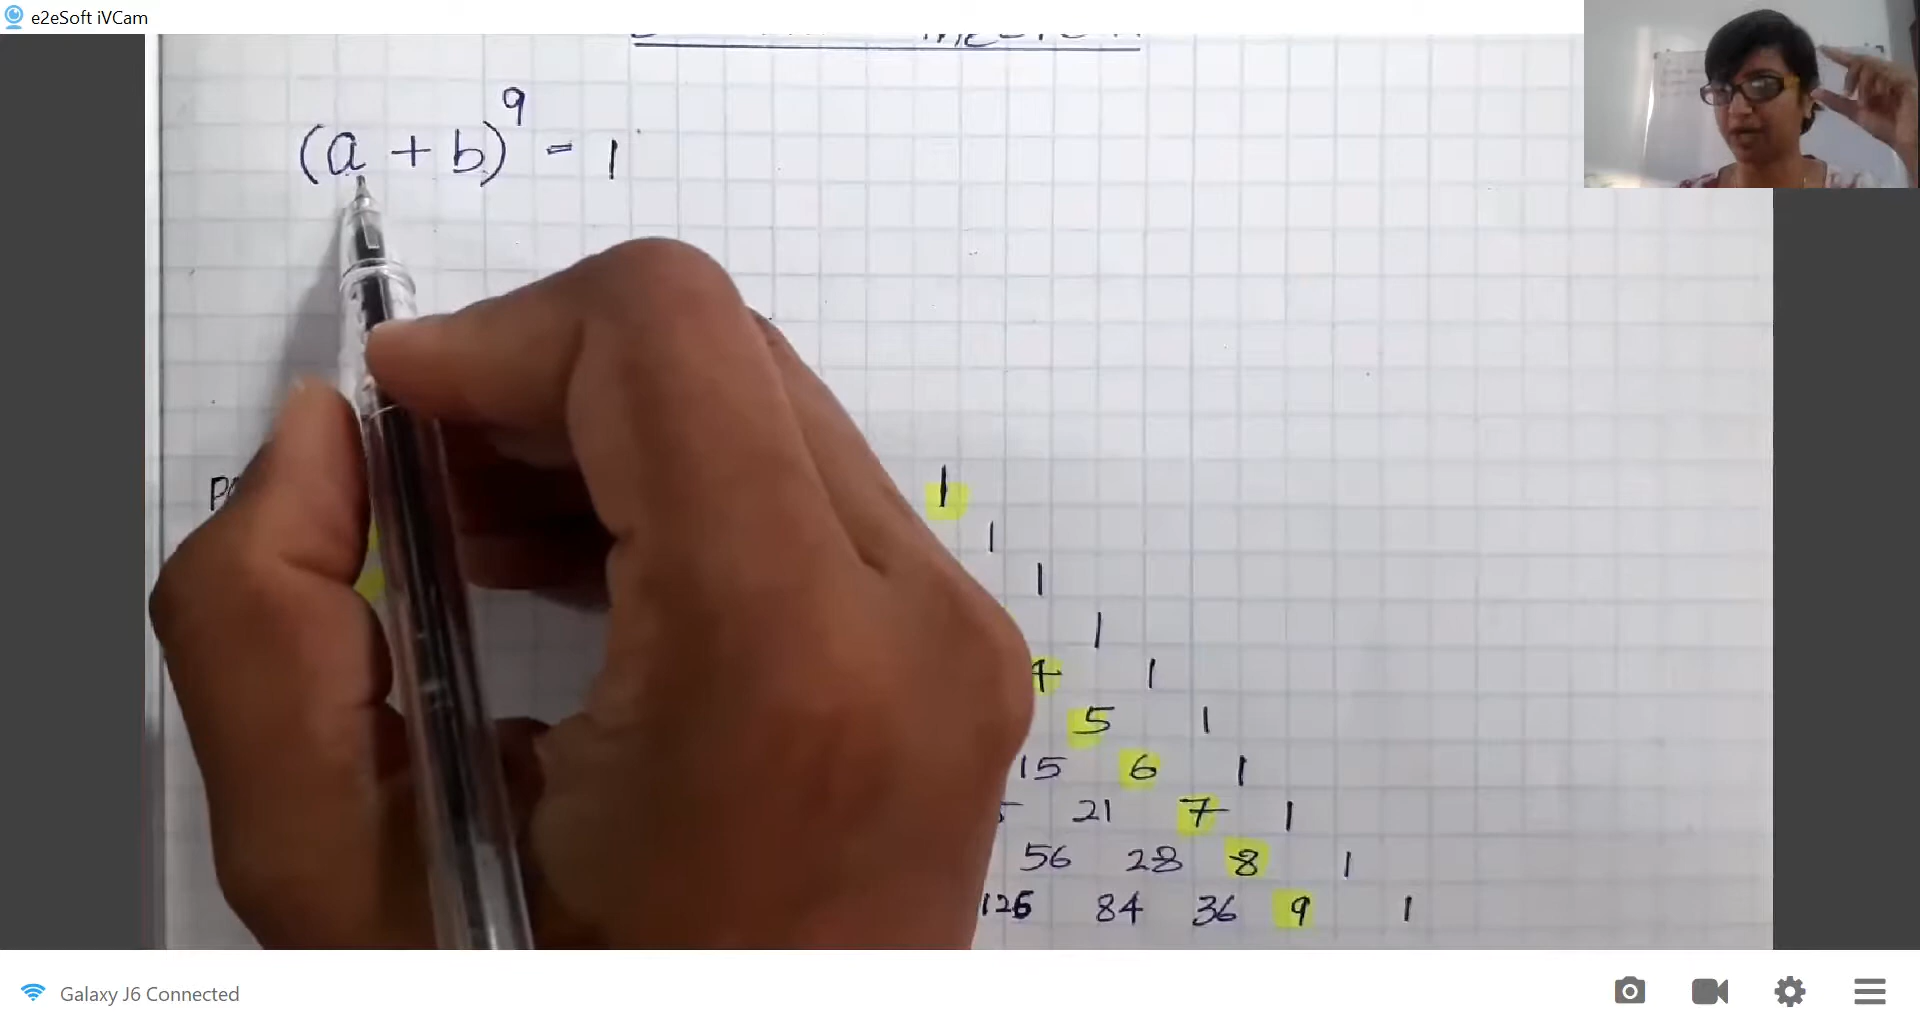 e2eSoft iVCam
(a + b)⁹ = 1
1
1
1
1
4 1
5 1
15 6 1
21 7 1
56 28 8 1
126 84 36 9 1
Galaxy J6 Connected